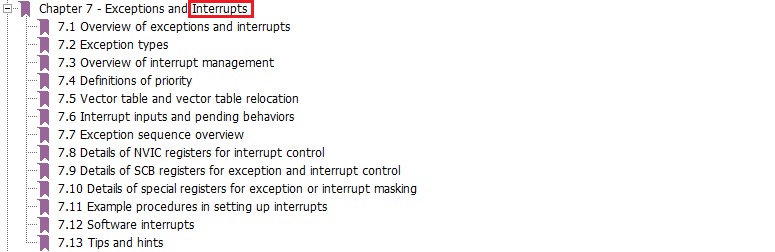 Chapter 7 - Exceptions and Interrupts
7.1 Overview of exceptions and interrupts
7.2 Exception types
7.3 Overview of interrupt management
7.4 Definitions of priority
7.5 Vector table and vector table relocation
7.6 Interrupt inputs and pending behaviors
7.7 Exception sequence overview
7.8 Details of NVIC registers for interrupt control
7.9 Details of SCB registers for exception and interrupt control
7.10 Details of special registers for exception or interrupt masking
7.11 Example procedures in setting up interrupts
7.12 Software interrupts
7.13 Tips and hints